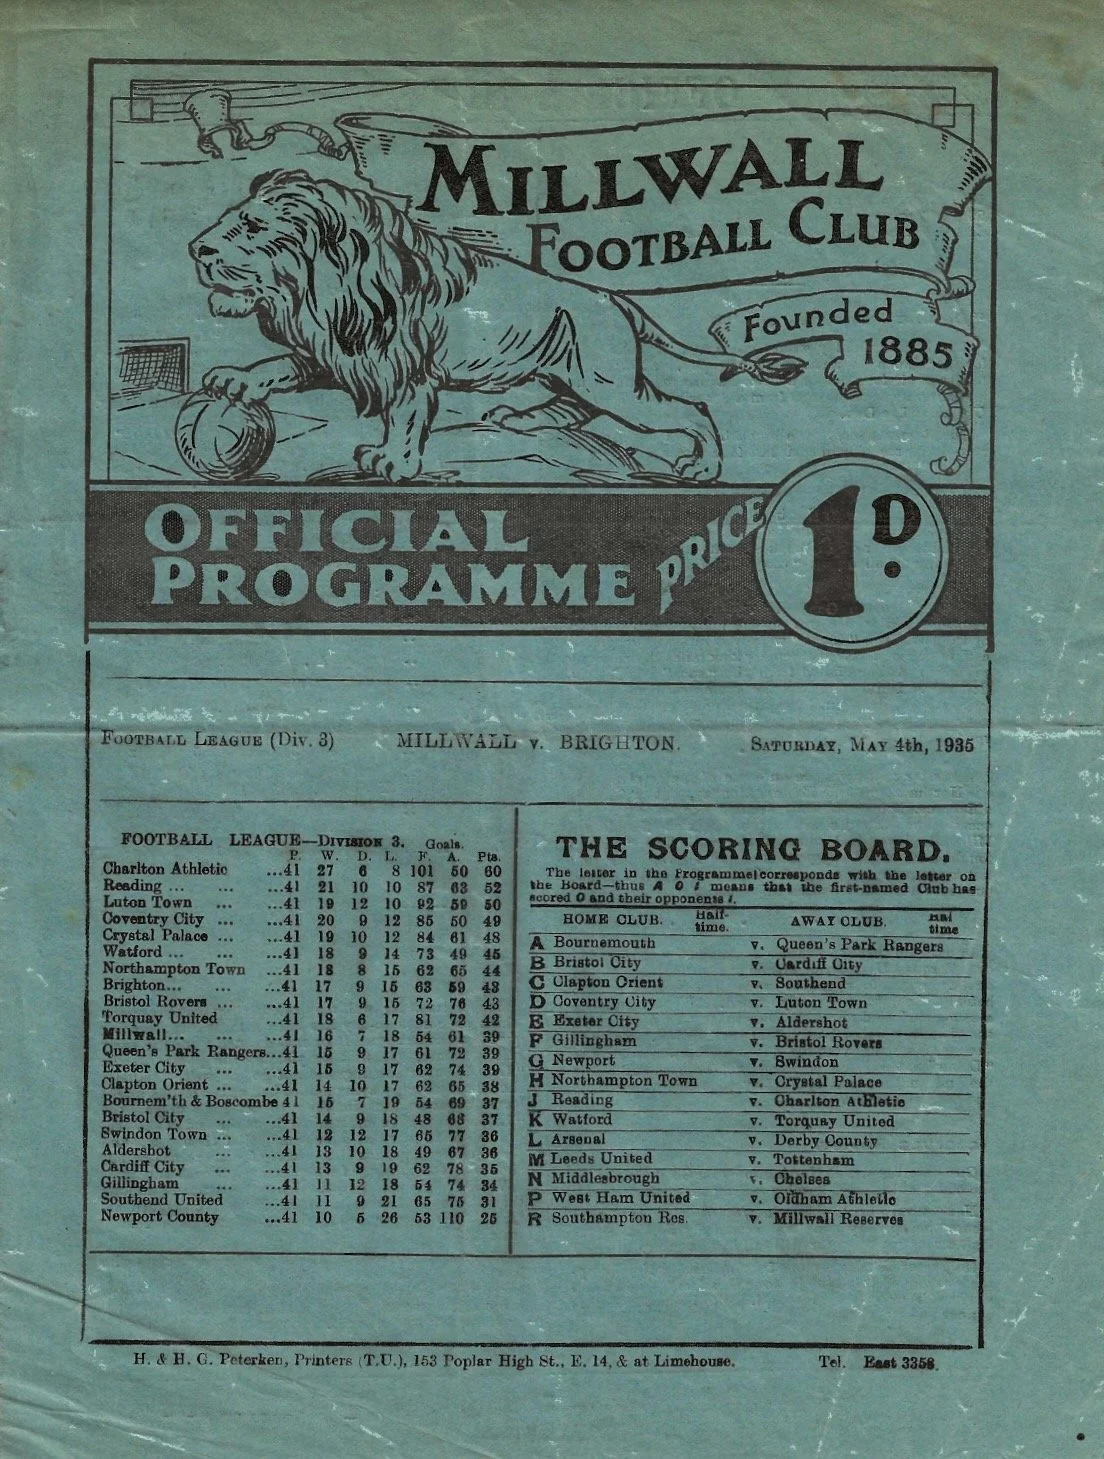 MILLWALL
FOOTBALL CLUB
Founded
1885
OFFICIAL
PROGRAMME
PRICE
1D.
FOOTBALL LEAGUE (DIV. 3) MILLWALL v. BRIGHTON. SATURDAY, MAY 4th, 1935
FOOTBALL LEAGUE—DIVISION 3. Goals.
P. W. D. L. F. A. Pts.
Charlton Athletic ...41 27 6 8 101 50 60
Reading ... ... ...41 21 10 10 87 63 52
Luton Town ... ...41 19 12 10 92 59 50
Coventry City ... ...41 20 9 12 85 50 49
Crystal Palace ... ...41 19 10 12 84 61 48
Watford ... ... ...41 18 9 14 73 49 45
Northampton Town ...41 18 8 15 62 65 44
Brighton... ... ...41 17 9 15 63 59 43
Bristol Rovers ... ...41 17 9 15 72 76 43
Torquay United ...41 18 6 17 81 72 42
Millwall... ... ...41 16 7 18 54 61 39
Queen's Park Rangers...41 15 9 17 61 72 39
Exeter City ... ...41 15 9 17 62 74 39
Clapton Orient ... ...41 14 10 17 62 65 38
Bournem'th & Boscombe 41 15 7 19 54 69 37
Bristol City ... ...41 14 9 18 48 63 37
Swindon Town ... ...41 12 12 17 65 77 36
Aldershot ... ...41 13 10 18 49 67 36
Cardiff City ... ...41 13 9 19 62 78 35
Gillingham ... ...41 11 12 18 54 74 34
Southend United ...41 11 9 21 65 75 31
Newport County ...41 10 5 26 53 110 25
THE SCORING BOARD.
The letter in the Programme corresponds with the letter on
the Board—thus A 0 1 means that the first-named Club has
scored 0 and their opponents 1.
HOME CLUB. Half-time. AWAY CLUB. Hal time
A Bournemouth v. Queen's Park Rangers
B Bristol City v. Cardiff City
C Clapton Orient v. Southend
D Coventry City v. Luton Town
E Exeter City v. Aldershot
F Gillingham v. Bristol Rovers
G Newport v. Swindon
H Northampton Town v. Crystal Palace
J Reading v. Charlton Athletic
K Watford v. Torquay United
L Arsenal v. Derby County
M Leeds United v. Tottenham
N Middlesbrough v. Chelsea
P West Ham United v. Oldham Athletic
R Southampton Res. v. Millwall Reserves
H. & H. G. Peterken, Printers (T.U.), 153 Poplar High St., E. 14, & at Limehouse. Tel. East 3358.